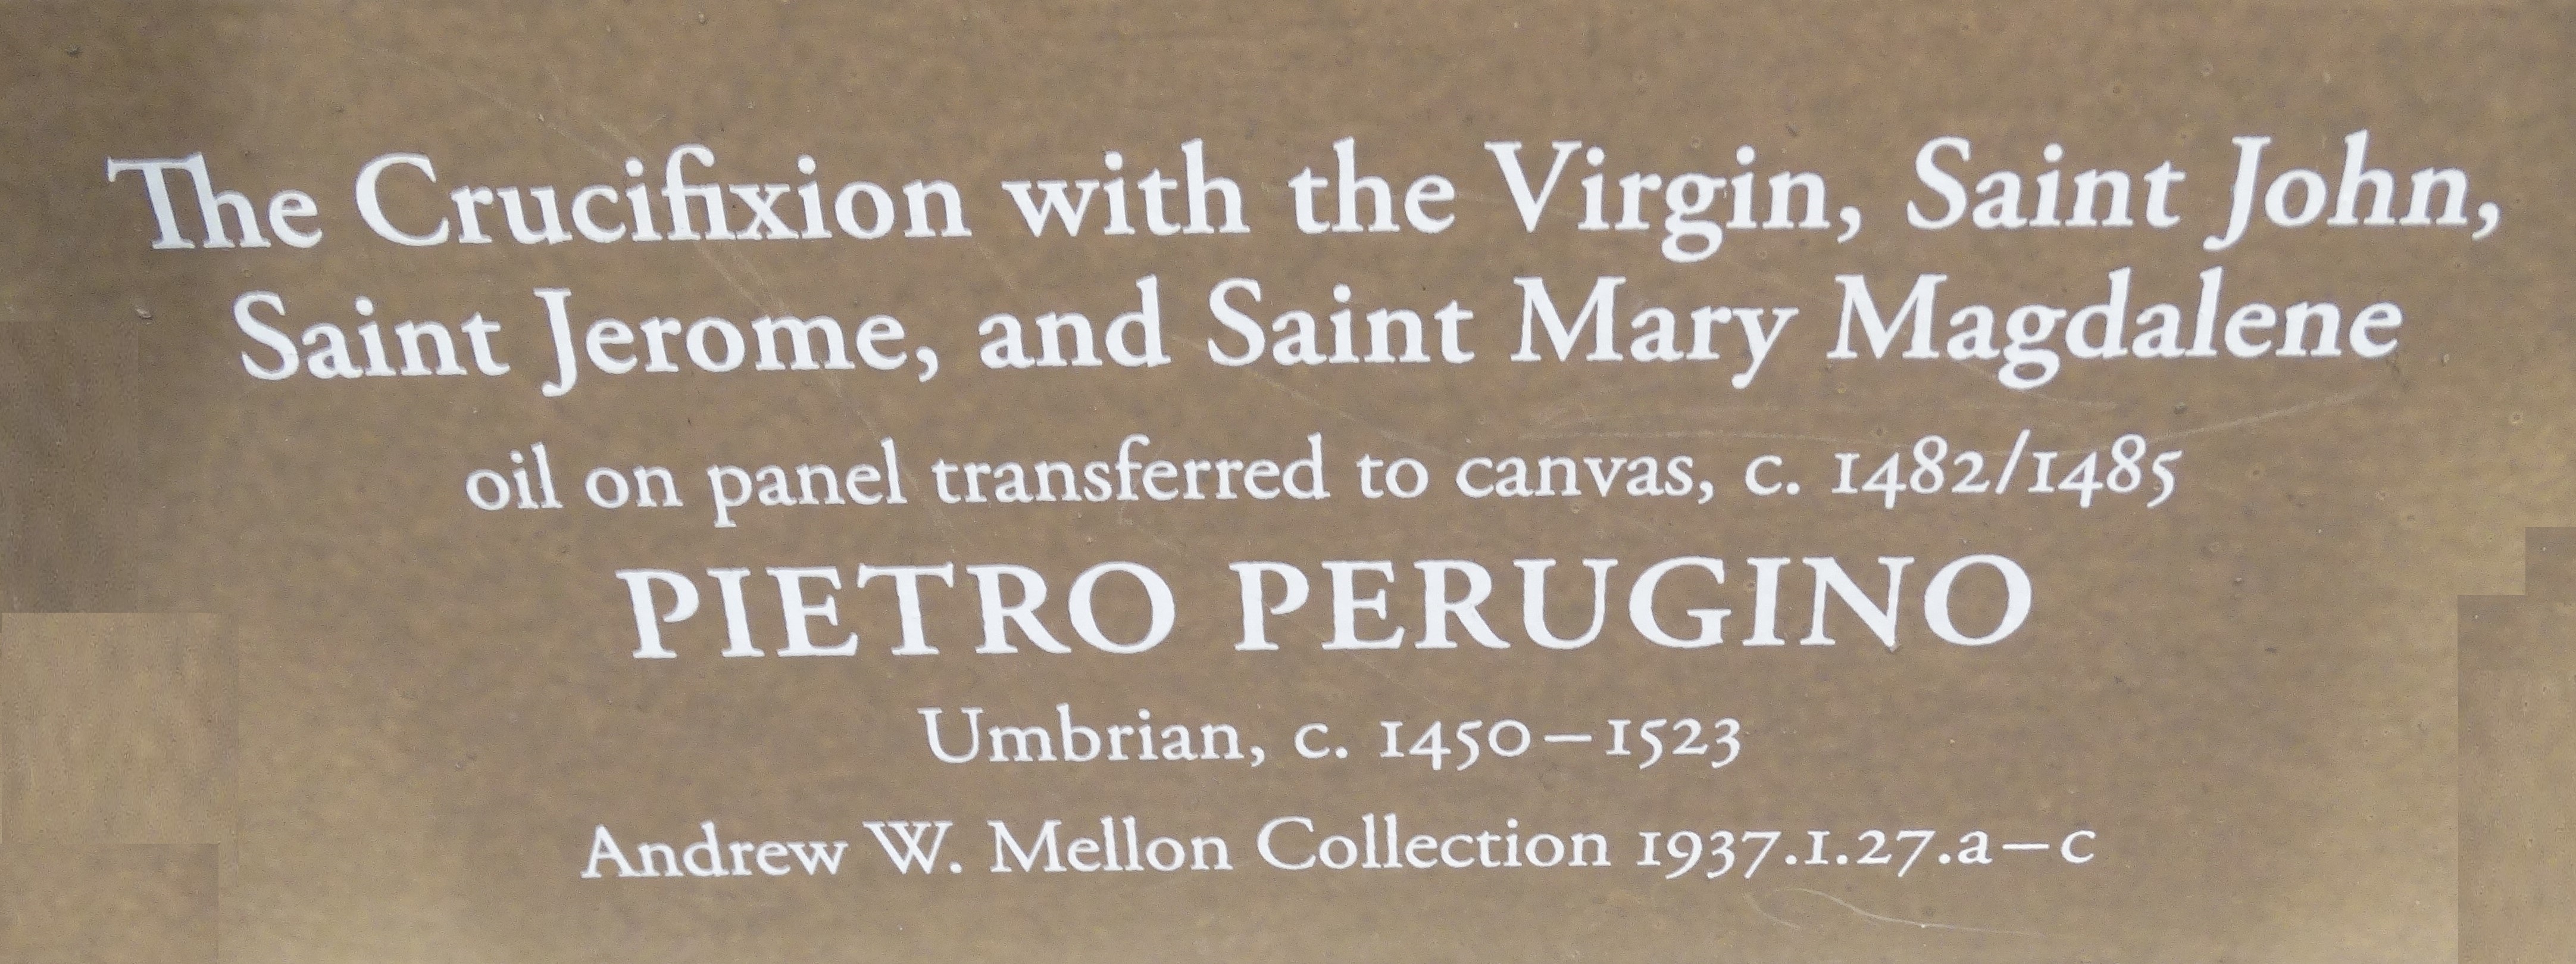 The Crucifixion with the Virgin, Saint John,
Saint Jerome, and Saint Mary Magdalene
oil on panel transferred to canvas, c. 1482/1485
PIETRO PERUGINO
Umbrian, c. 1450–1523
Andrew W. Mellon Collection 1937.1.27.a–c